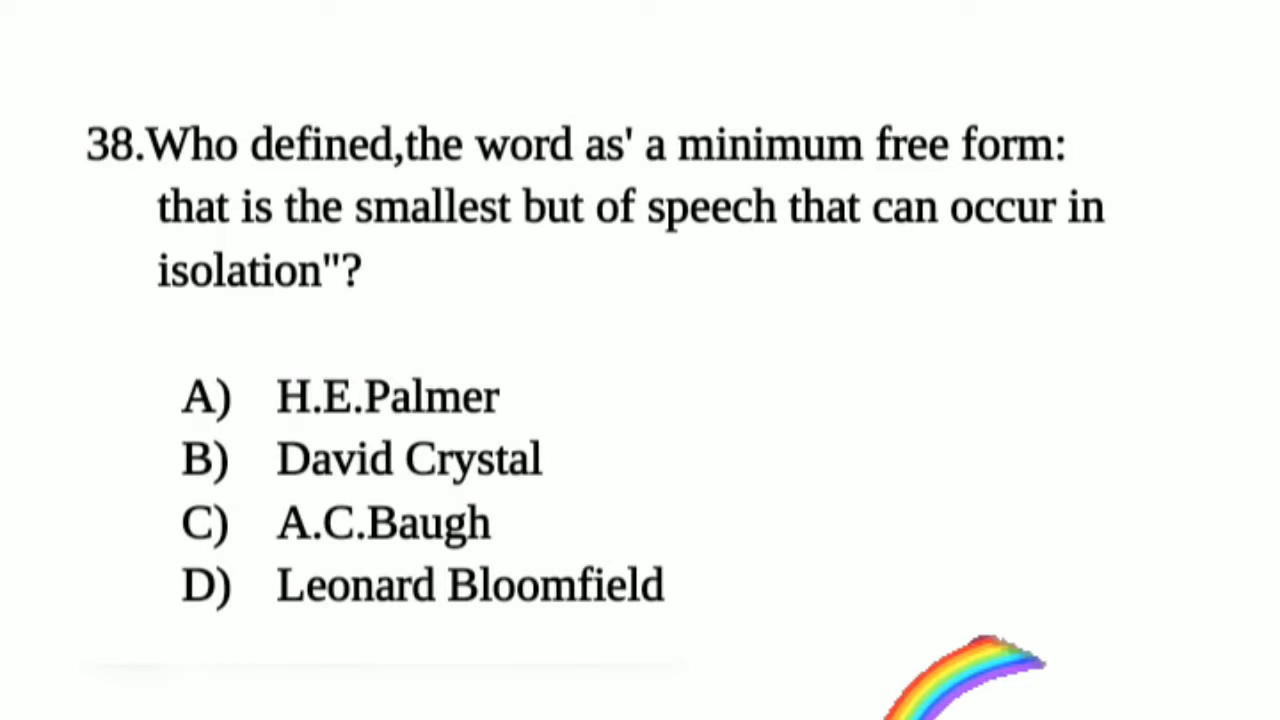 38.Who defined,the word as' a minimum free form:
that is the smallest but of speech that can occur in
isolation"?
A) H.E.Palmer
B) David Crystal
C) A.C.Baugh
D) Leonard Bloomfield